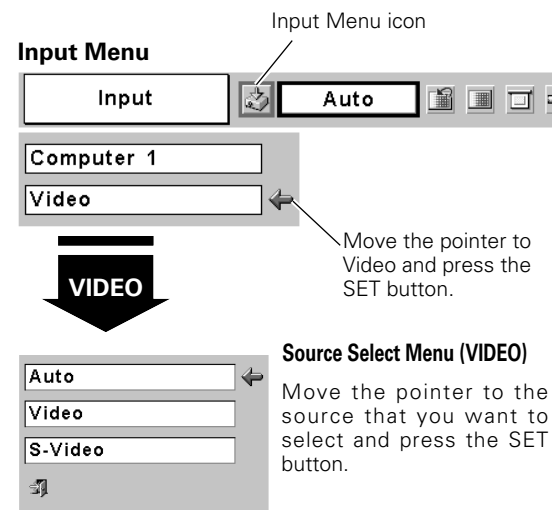 Input Menu icon
Input Menu
Input
Auto
Computer 1
Video
Move the pointer to
Video and press the
SET button.
VIDEO
Source Select Menu (VIDEO)
Auto
Video
S-Video
Move the pointer to the
source that you want to
select and press the SET
button.